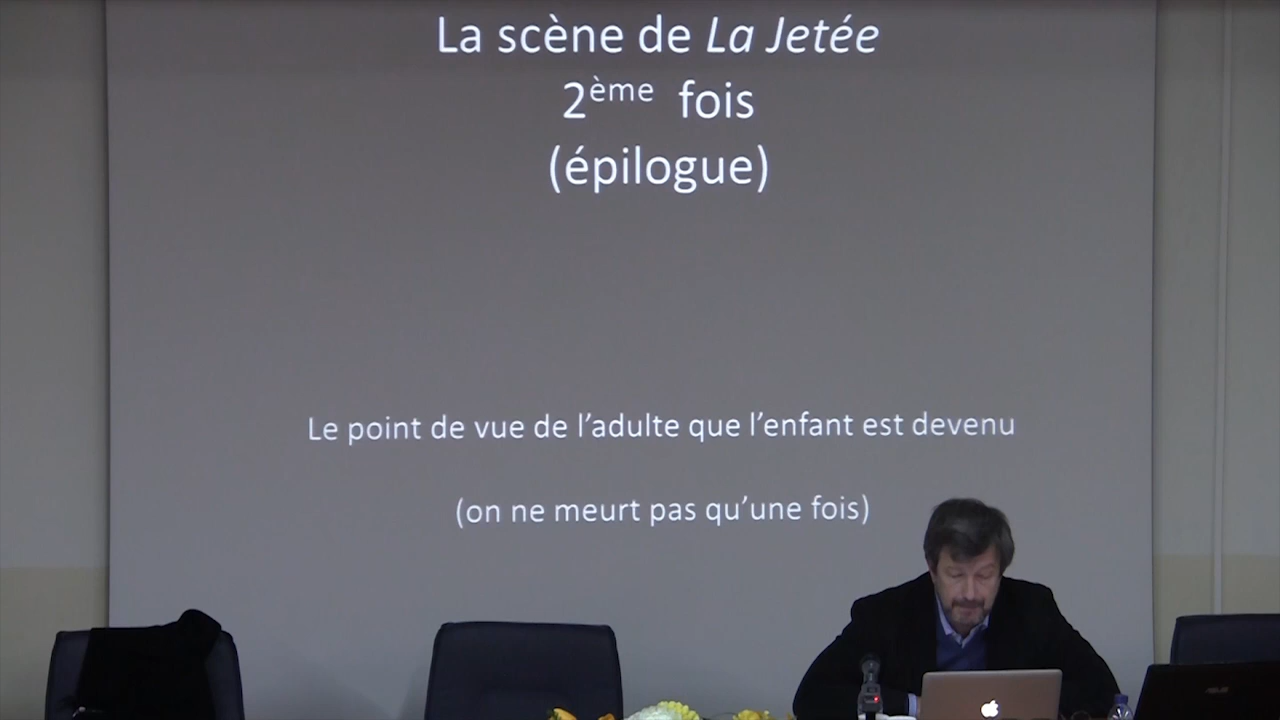 La scène de La Jetée
2ème fois
(épilogue)
Le point de vue de l’adulte que l’enfant est devenu
(on ne meurt pas qu’une fois)
ASUS